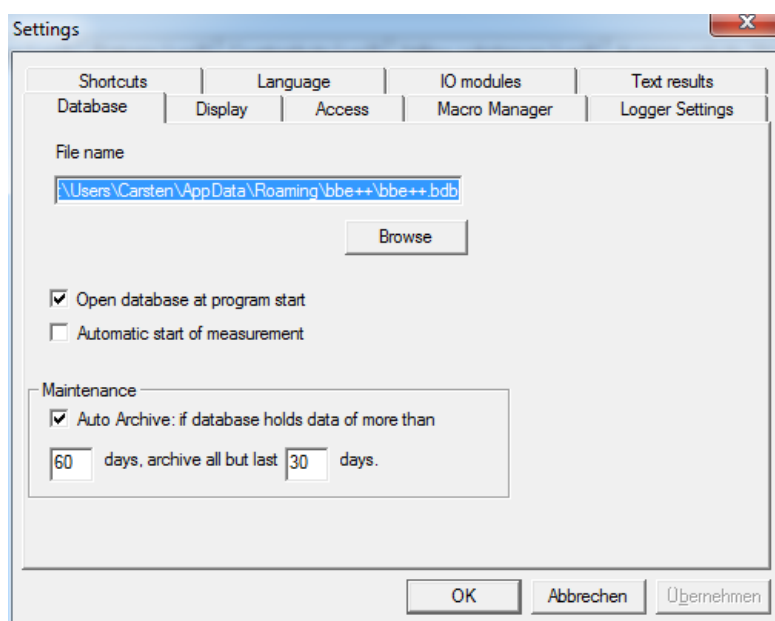 Settings
Shortcuts Language IO modules Text results
Database Display Access Macro Manager Logger Settings
File name
:\Users\Carsten\AppData\Roaming\bbe++\bbe++.bdb
Browse
Open database at program start
Automatic start of measurement
Maintenance
Auto Archive: if database holds data of more than
60 days, archive all but last 30 days.
OK Abbrechen Übernehmen